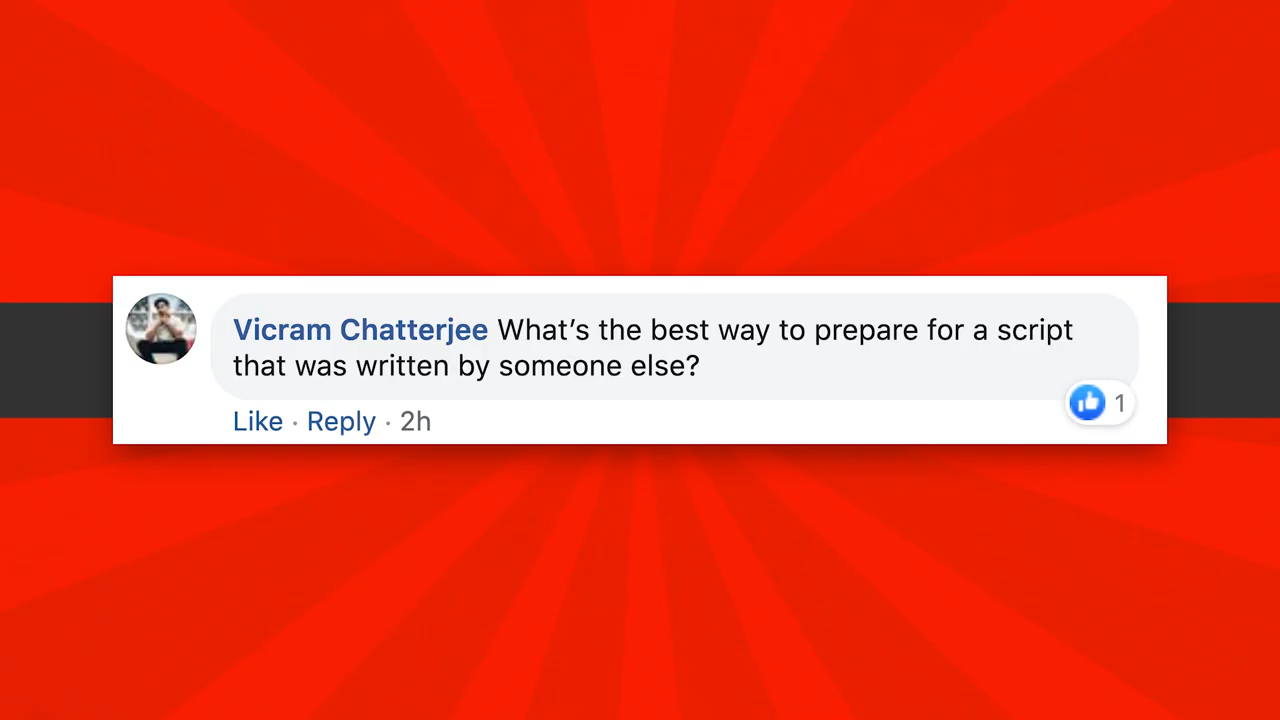 Vicram Chatterjee What’s the best way to prepare for a script
that was written by someone else?
Like · Reply · 2h
1